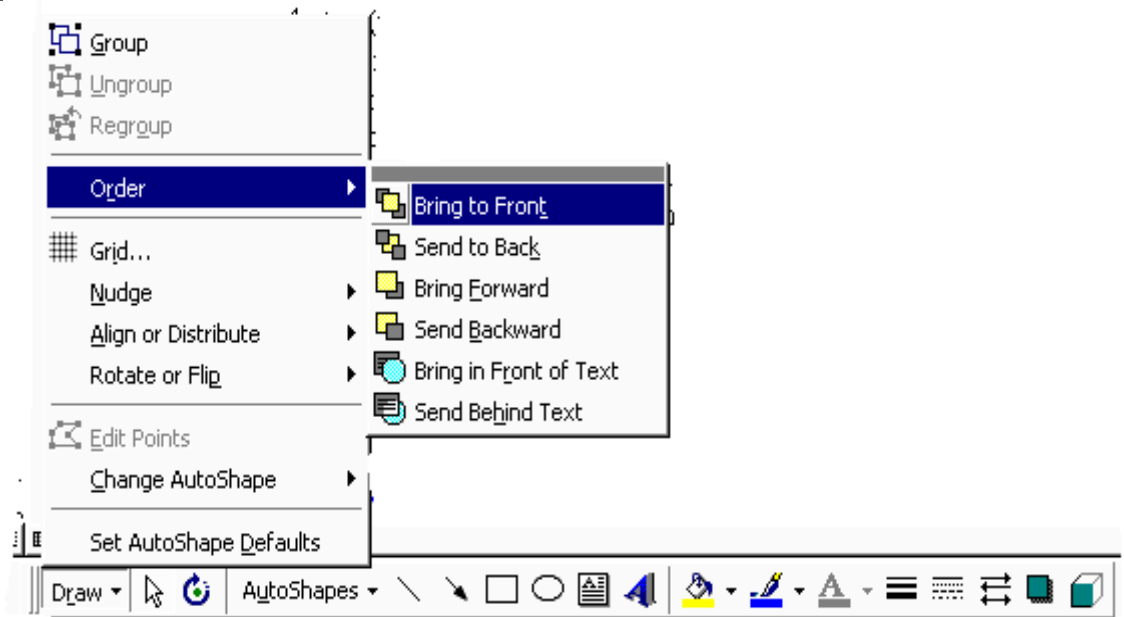 Group
Ungroup
Regroup
Order
Bring to Front
Send to Back
Bring Forward
Send Backward
Bring in Front of Text
Send Behind Text
Grid...
Nudge
Align or Distribute
Rotate or Flip
Edit Points
Change AutoShape
Set AutoShape Defaults
Draw AutoShapes